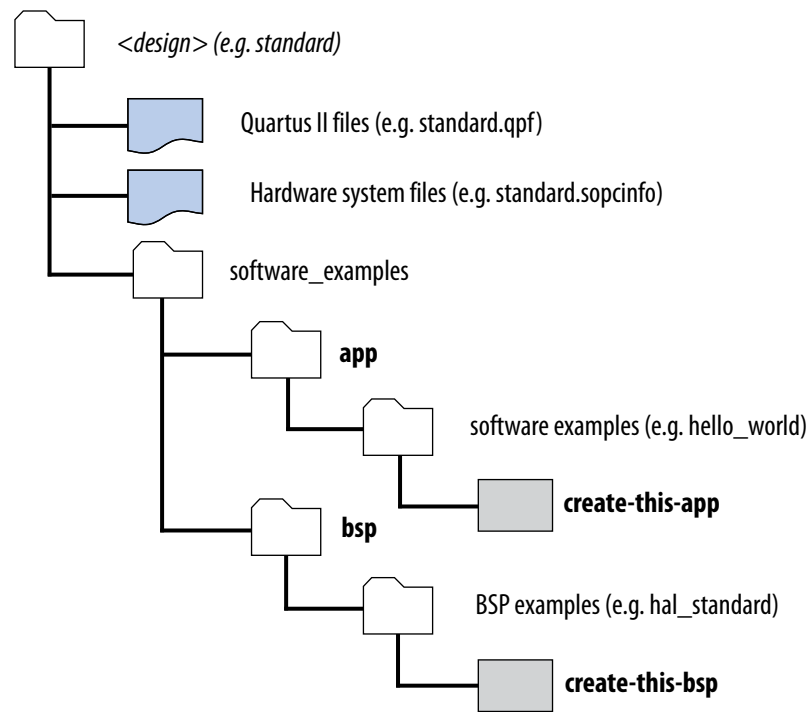 <design> (e.g. standard)
Quartus II files (e.g. standard.qpf)
Hardware system files (e.g. standard.sopcinfo)
software_examples
app
software examples (e.g. hello_world)
create-this-app
bsp
BSP examples (e.g. hal_standard)
create-this-bsp